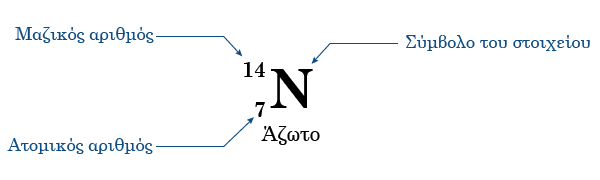 Μαζικός αριθμός
Σύμβολο του στοιχείου
14
N
7
Άζωτο
Ατομικός αριθμός